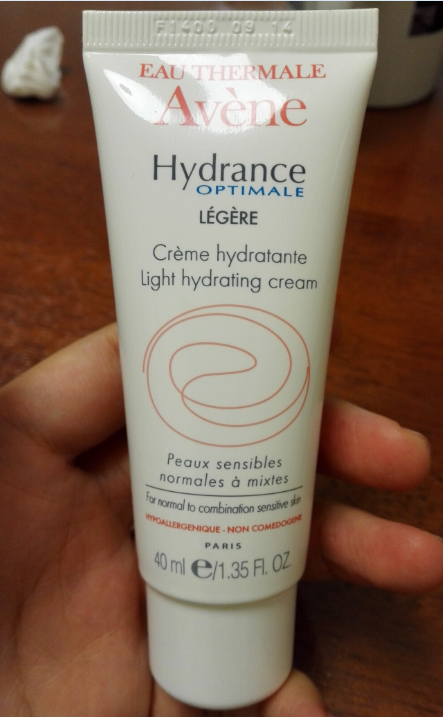 F1400 09 14
EAU THERMALE
Avène
Hydrance
OPTIMALE
LÉGÈRE
Crème hydratante
Light hydrating cream
Peaux sensibles
normales à mixtes
For normal to combination sensitive skin
HYPOALLERGENIQUE - NON COMEDOGENE
PARIS
40 ml e/1.35 Fl. OZ.